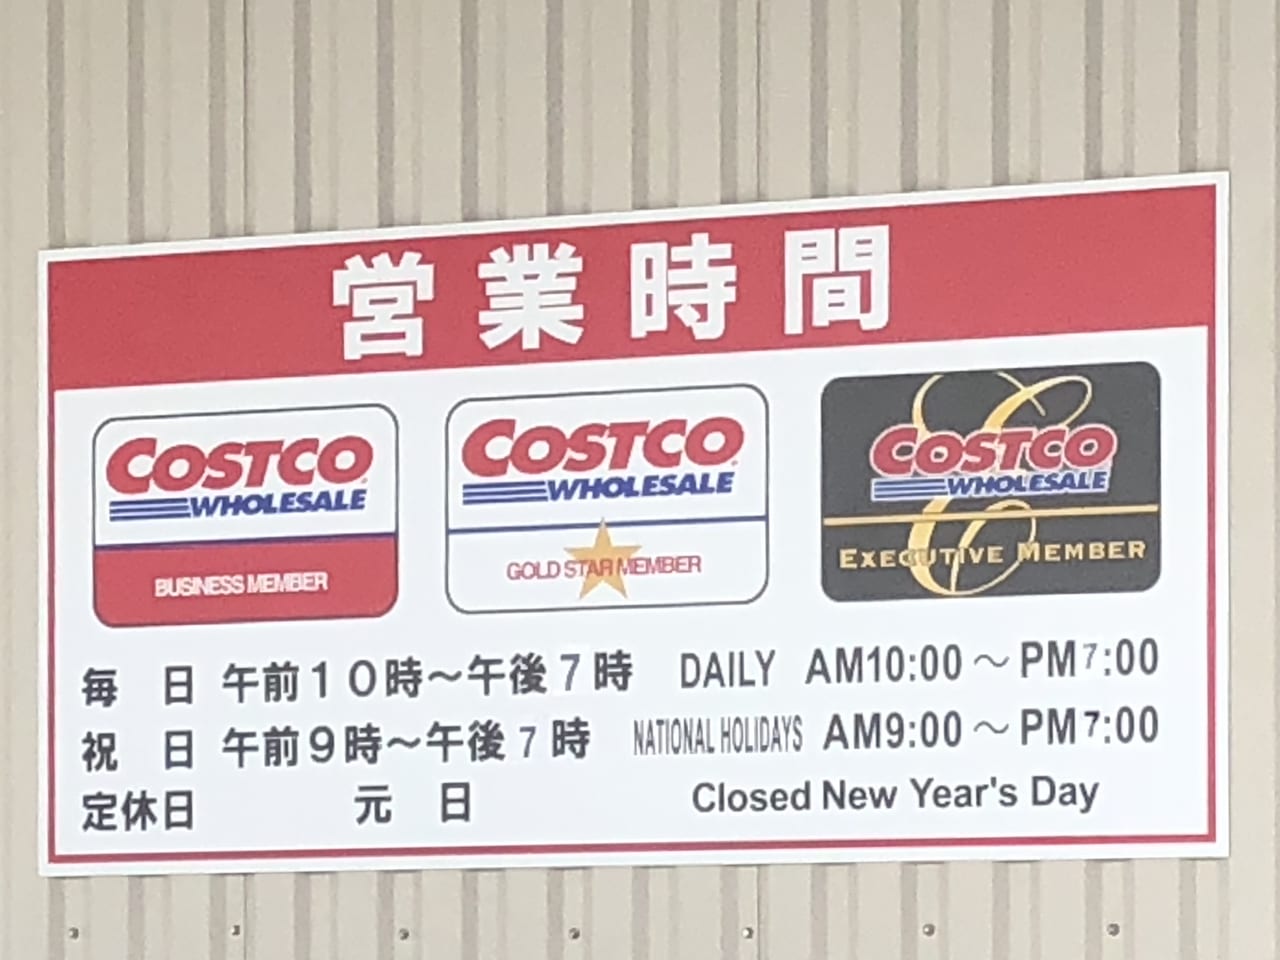 営業時間
COSTCO WHOLESALE
BUSINESS MEMBER
COSTCO WHOLESALE
GOLD STAR MEMBER
COSTCO WHOLESALE
EXECUTIVE MEMBER
毎 日 午前10時~午後7時 DAILY AM10:00 ~ PM7:00
祝 日 午前9時~午後7時 NATIONAL HOLIDAYS AM9:00 ~ PM7:00
定休日 元 日 Closed New Year's Day